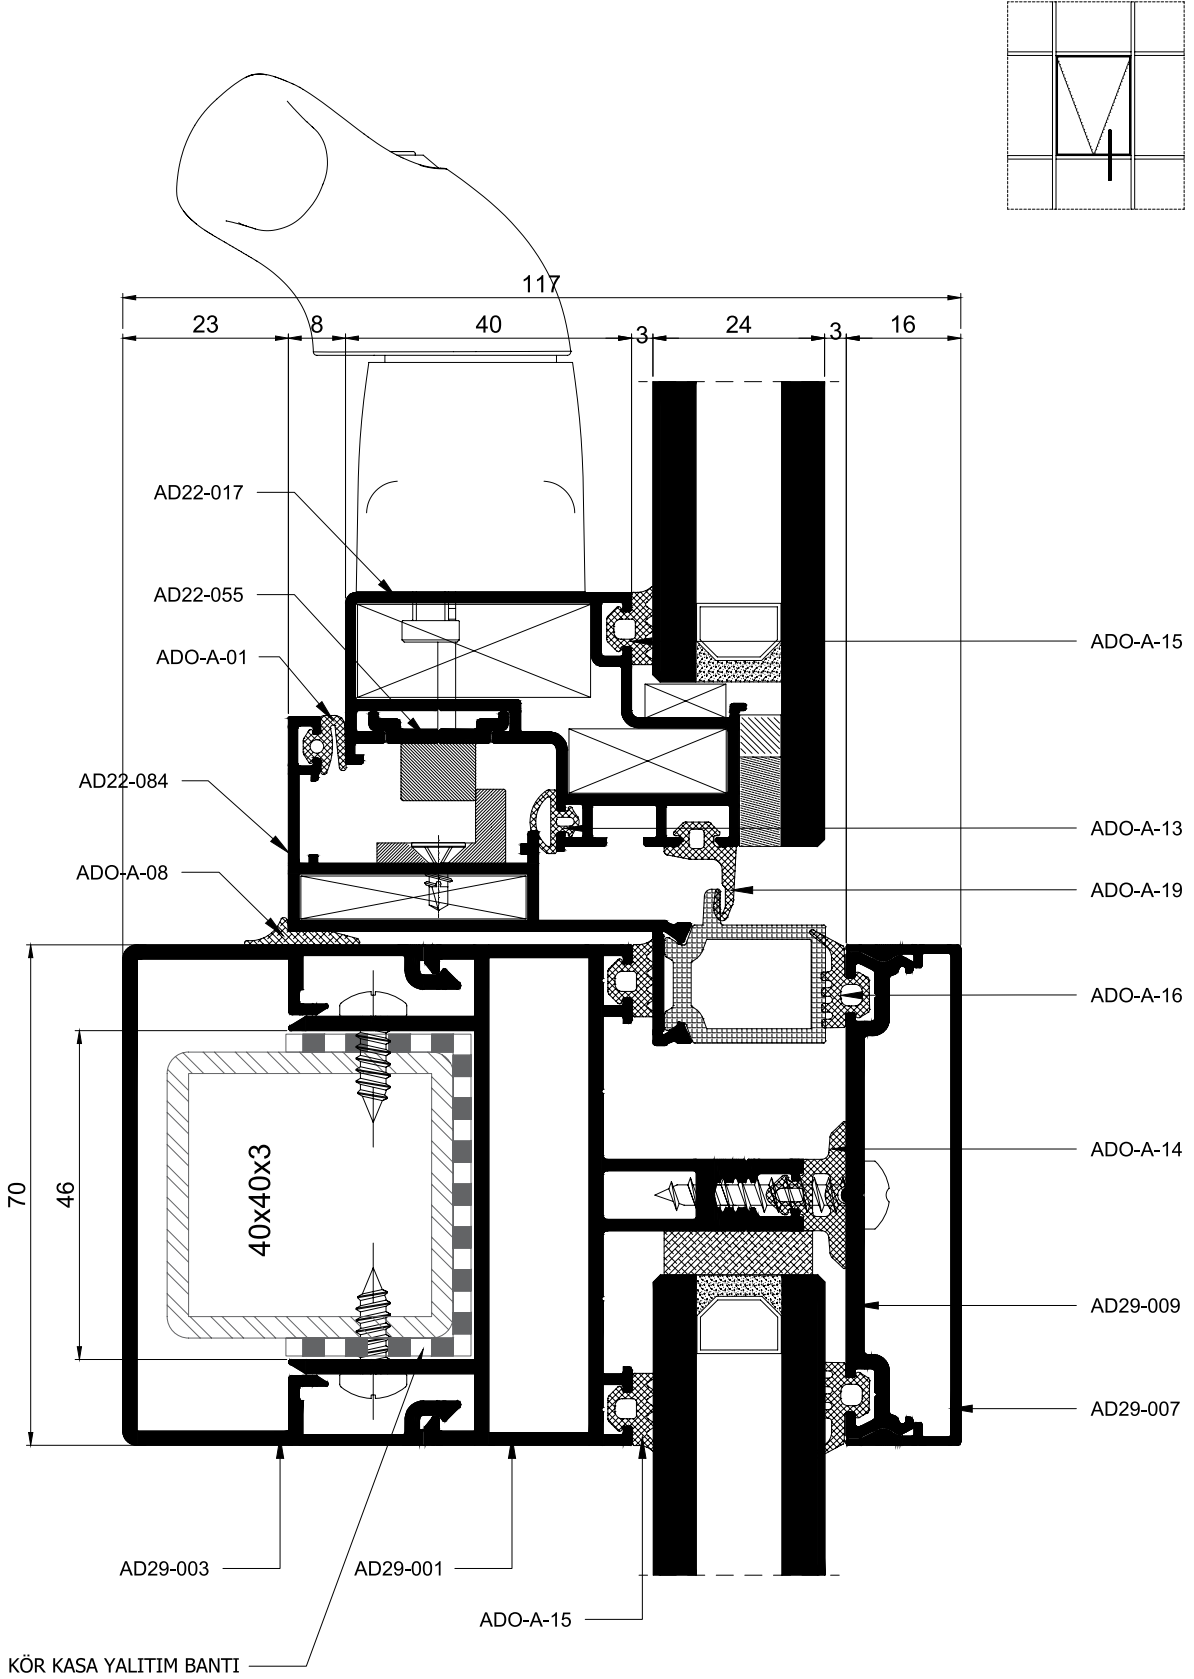 117
23
8
40
3
24
3
16
AD22-017
AD22-055
ADO-A-01
AD22-084
ADO-A-08
ADO-A-15
ADO-A-13
ADO-A-19
ADO-A-16
ADO-A-14
AD29-009
AD29-007
70
46
40x40x3
AD29-003
AD29-001
ADO-A-15
KÖR KASA YALITIM BANTI